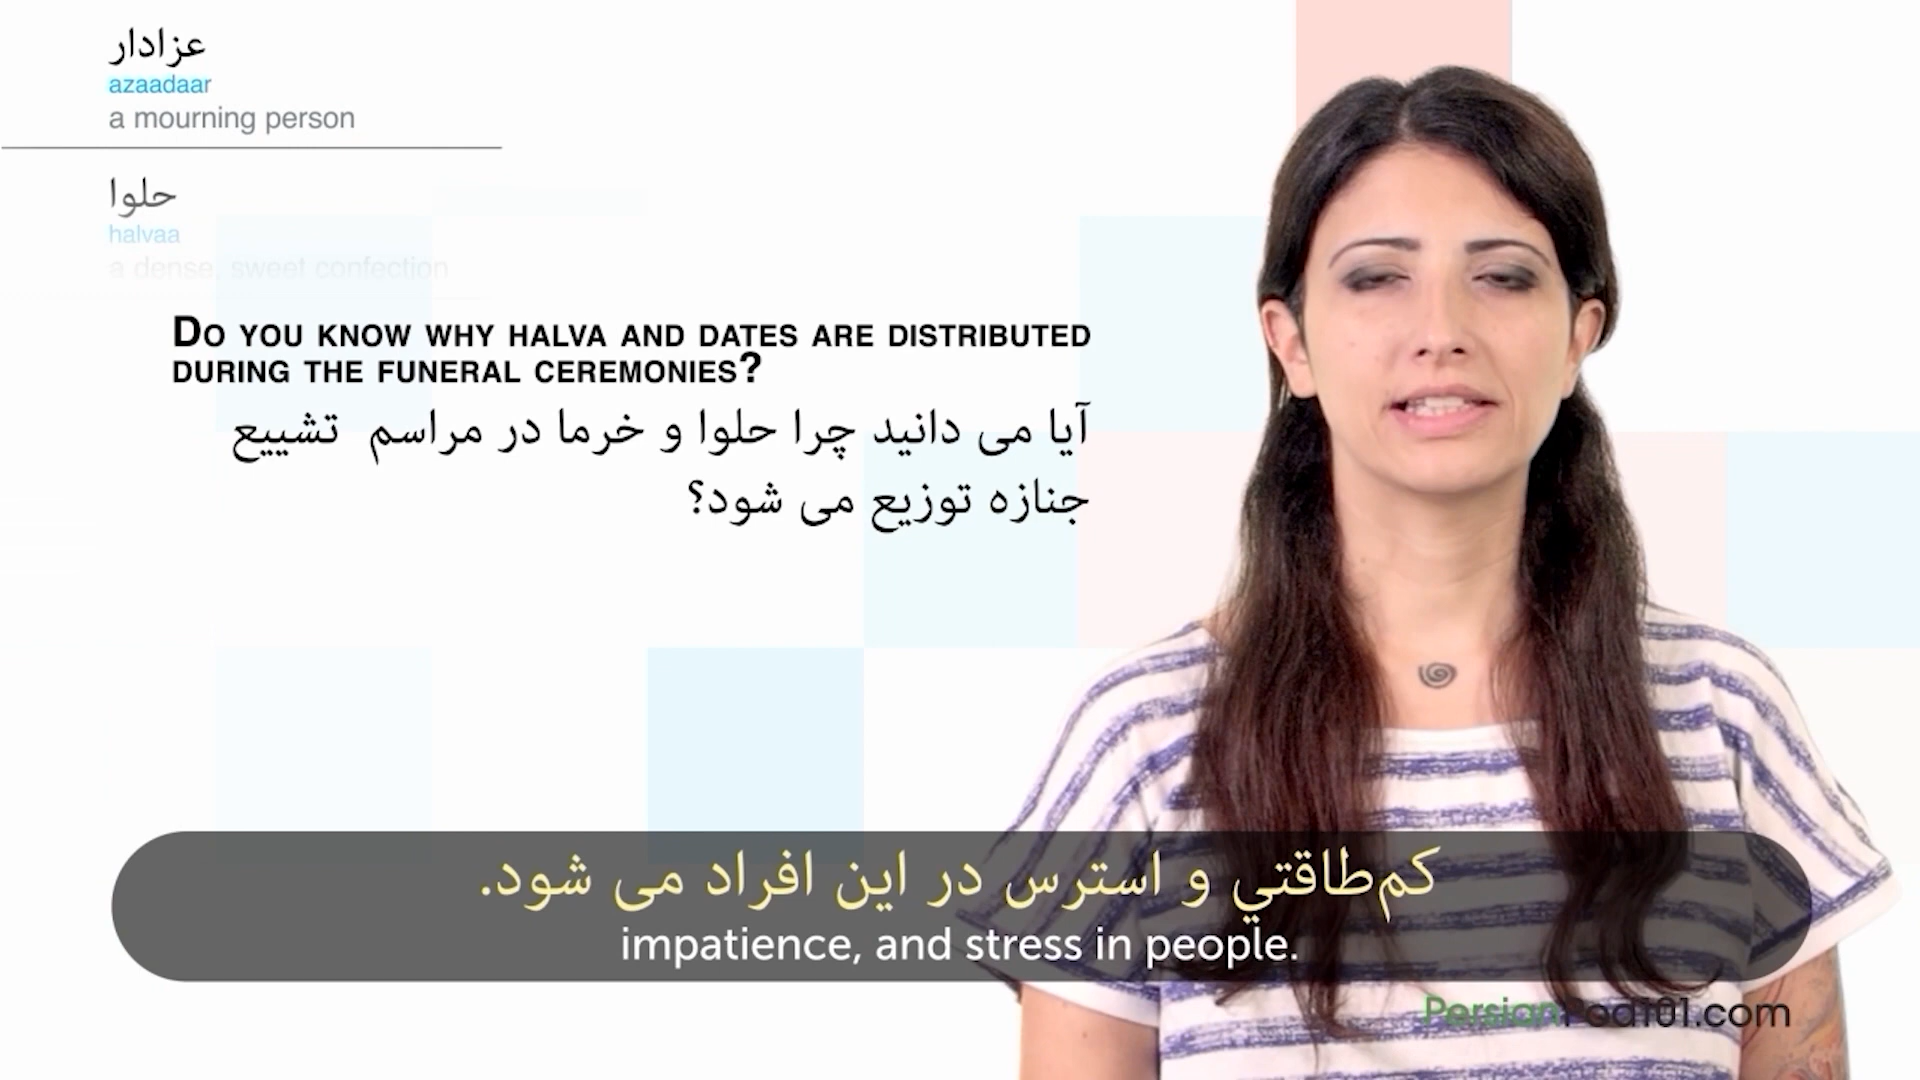 عزادار
azaadaar
a mourning person
حلوا
halvaa
a dense, sweet confection
Do you know why halva and dates are distributed
during the funeral ceremonies?
آیا می دانید چرا حلوا و خرما در مراسم تشییع
جنازه توزیع می شود؟
کم‌طاقتي و استرس در این افراد می شود.
impatience, and stress in people.
PersianPod101.com